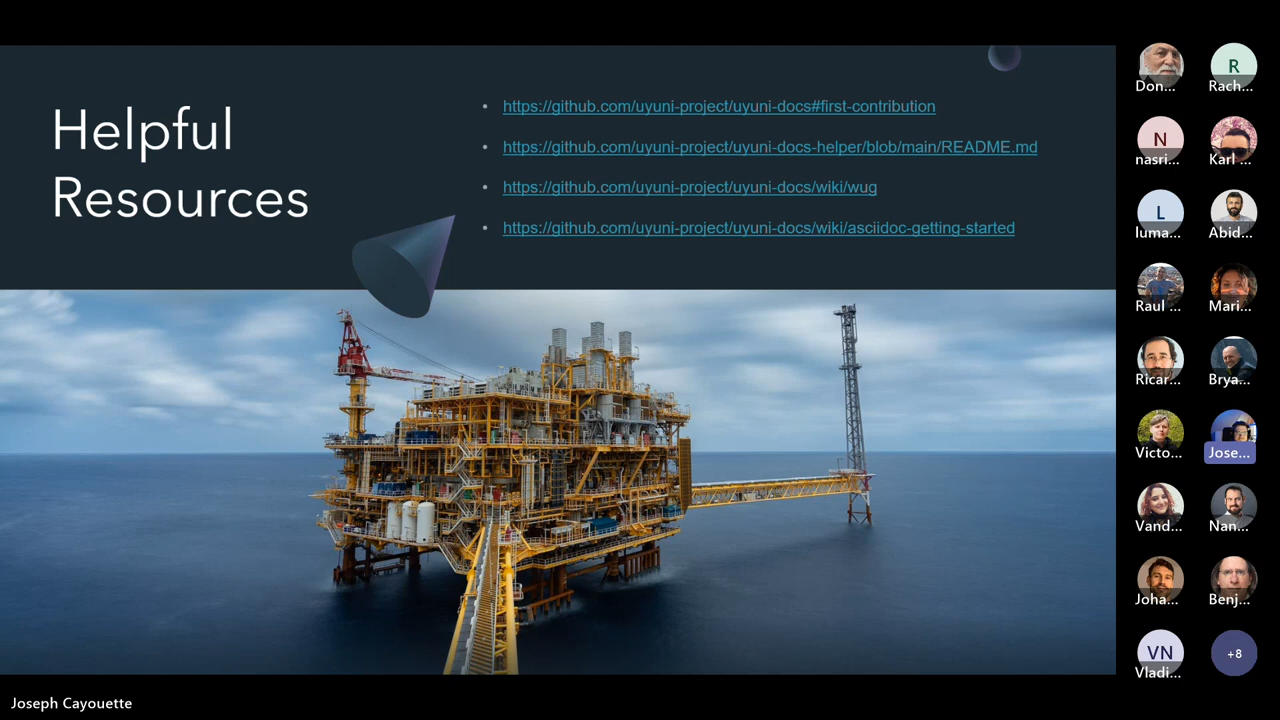 Helpful
Resources
• https://github.com/uyuni-project/uyuni-docs#first-contribution
• https://github.com/uyuni-project/uyuni-docs-helper/blob/main/README.md
• https://github.com/uyuni-project/uyuni-docs/wiki/wug
• https://github.com/uyuni-project/uyuni-docs/wiki/asciidoc-getting-started
Don...
R
Rach...
N
nasri...
Karl ...
L
luma...
Abid...
Raul ...
Mari...
Ricar...
Brya...
Victo...
Jose...
Vand...
Nan...
Joha...
Benj...
VN
Vladi...
+8
Joseph Cayouette